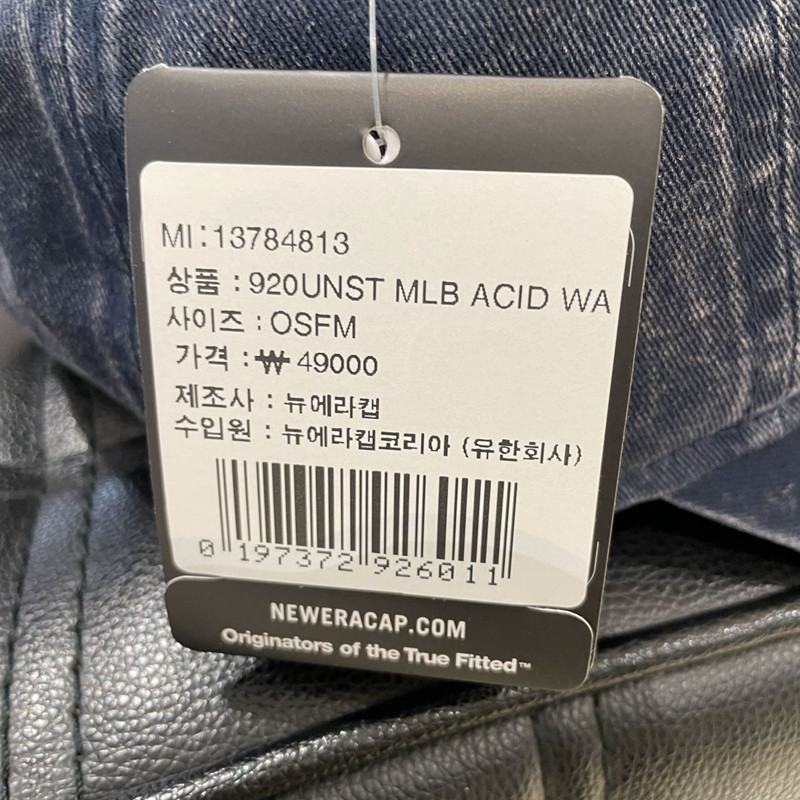 MI:13784813
상품 : 920UNST MLB ACID WA
사이즈 : OSFM
가격 : ₩ 49000
제조사 : 뉴에라캡
수입원 : 뉴에라캡코리아 (유한회사)
0 197372 926011
NEWERACAP.COM
Originators of the True Fitted™